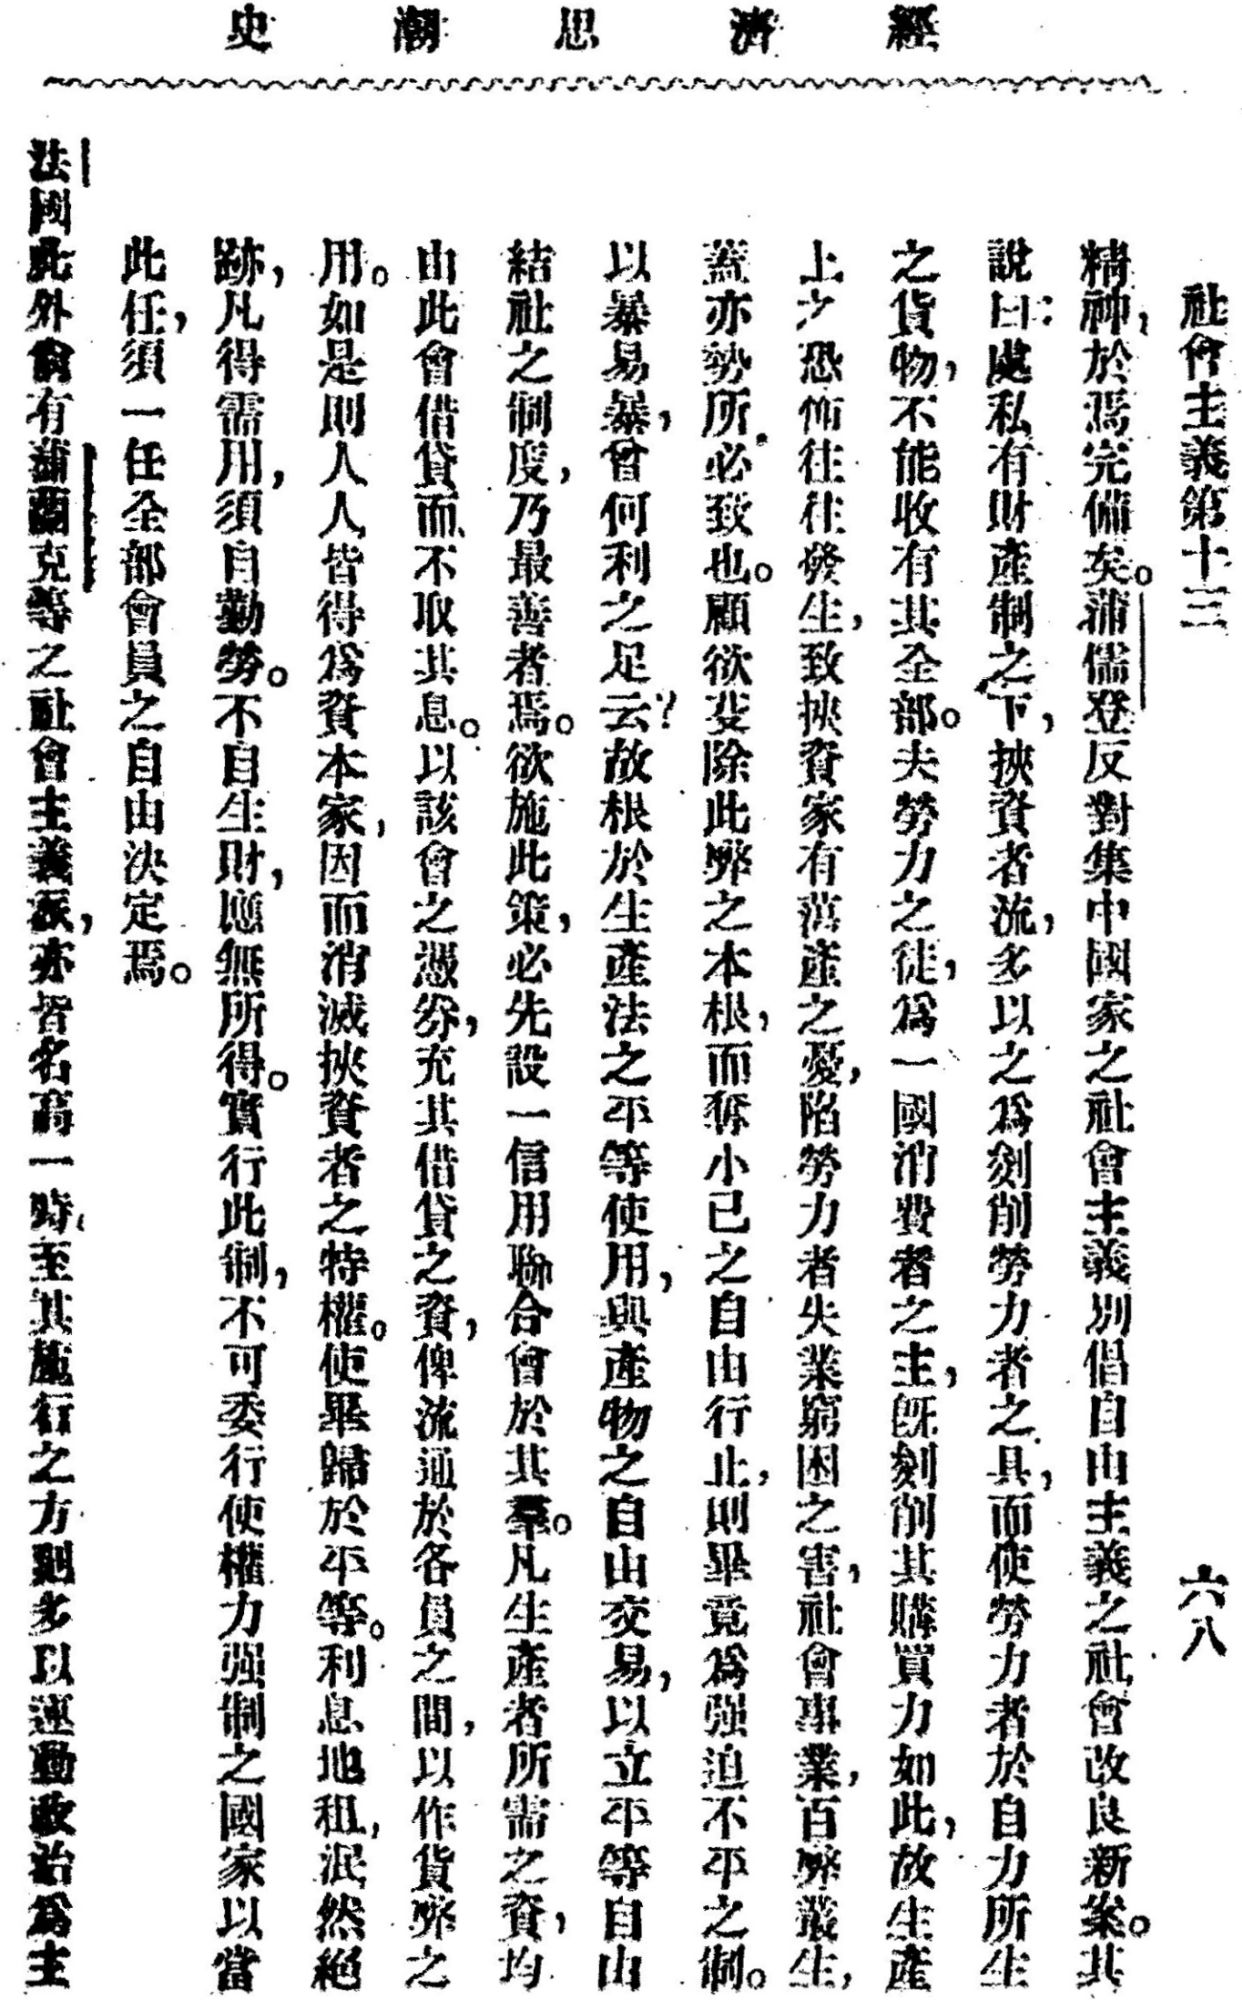 經濟思潮史
社會主義第十三　六八
精神，於焉完備矣。蒲儒登反對集中國家之社會主義別倡自由主義之社會改良新案。其
說曰：處私有財產制之下，挾資者流，多以之爲剝削勞力者之具，而使勞力者於自力所生
之貨物，不能收有其全部。夫勞力之徒，爲一國消費者之主，既剝削其購買力如此，故生產
上之恐怖往往發生，致挾資家有蕩產之憂，陷勞力者失業窮困之害，社會事業，百弊叢生，
蓋亦勢所必致也。顧欲芟除此弊之本根，而奪小己之自由行止，則畢竟爲强迫不平之制。
以暴易暴，曾何利之足云？故根於生產法之平等使用，與產物之自由交易，以立平等自由
結社之制度，乃最善者焉。欲施此策，必先設一信用聯合會於其羣。凡生產者所需之資，均
由此會借貸而不取其息。以該會之憑券，充其借貸之資，俾流通於各員之間，以作貨弊之
用。如是則人人皆得爲資本家，因而消滅挾資者之特權。使畢歸於平等。利息地租，泯然絕
跡，凡得需用，須自勤勞。不自生財，應無所得。實行此制，不可委行使權力强制之國家以當
此任，須一任全部會員之自由決定焉。
法國此外尙有蒲蘭克等之社會主義派，亦皆名高一時，至其施行之方則多以運動政治爲主